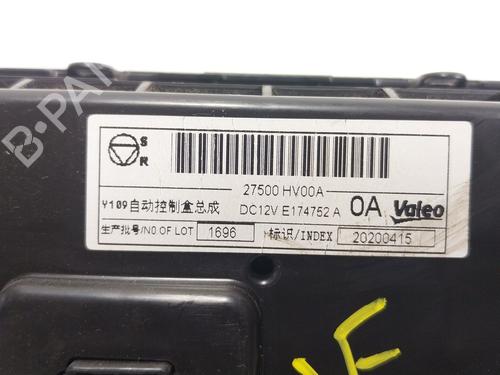 S
R
27500 HV00A
Y109自动控制盒总成 DC12V E174752 A 0A Valeo
生产批号/NO.OF LOT 1696 标识/INDEX 20200415
B-PARTS